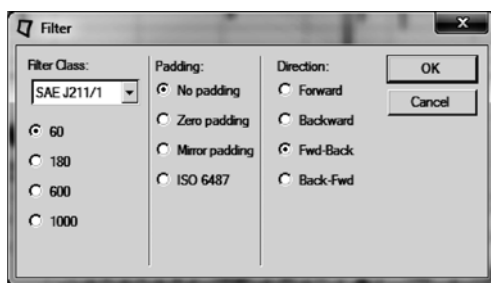 Filter
Filter Class:
SAE J211/1
60
180
600
1000
Padding:
No padding
Zero padding
Mirror padding
ISO 6487
Direction:
Forward
Backward
Fwd-Back
Back-Fwd
OK
Cancel